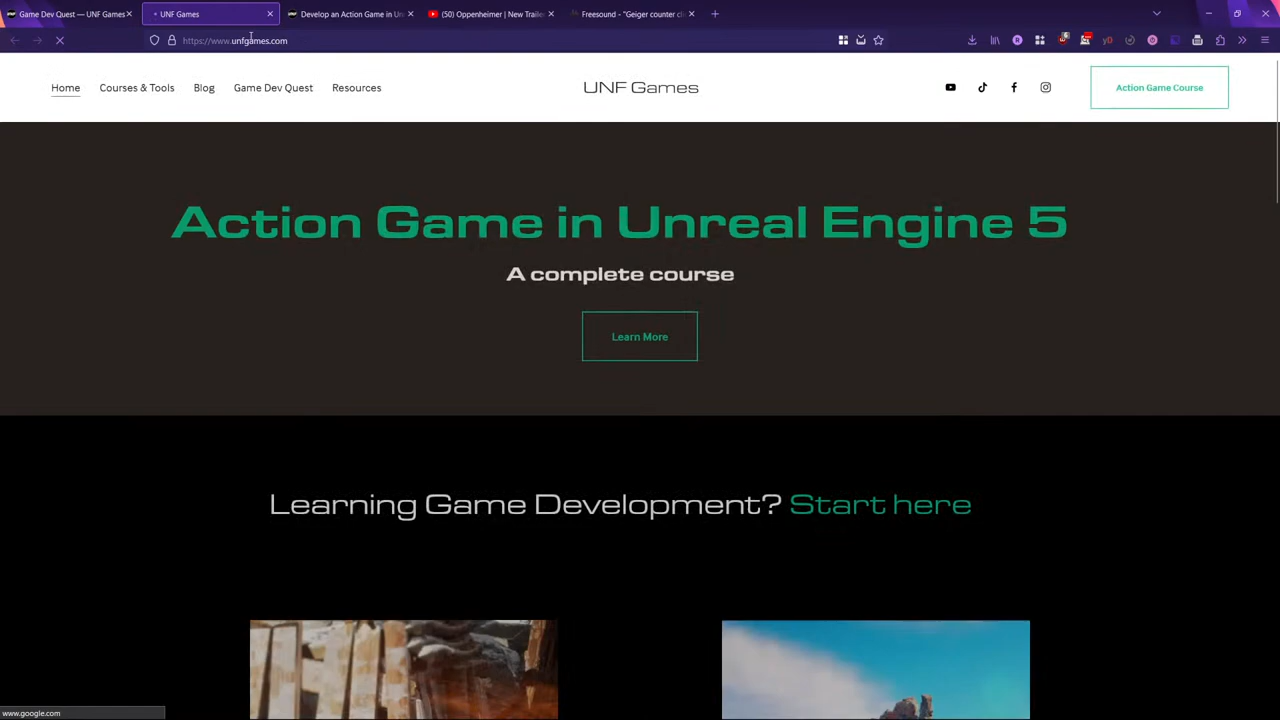 Game Dev Quest — UNF Games
UNF Games
Develop an Action Game in Un
(50) Oppenheimer | New Trailer
Freesound - "Geiger counter cl
https://www.unfgames.com
Home
Courses & Tools
Blog
Game Dev Quest
Resources
UNF Games
Action Game Course
Action Game in Unreal Engine 5
A complete course
Learn More
Learning Game Development? Start here
www.google.com